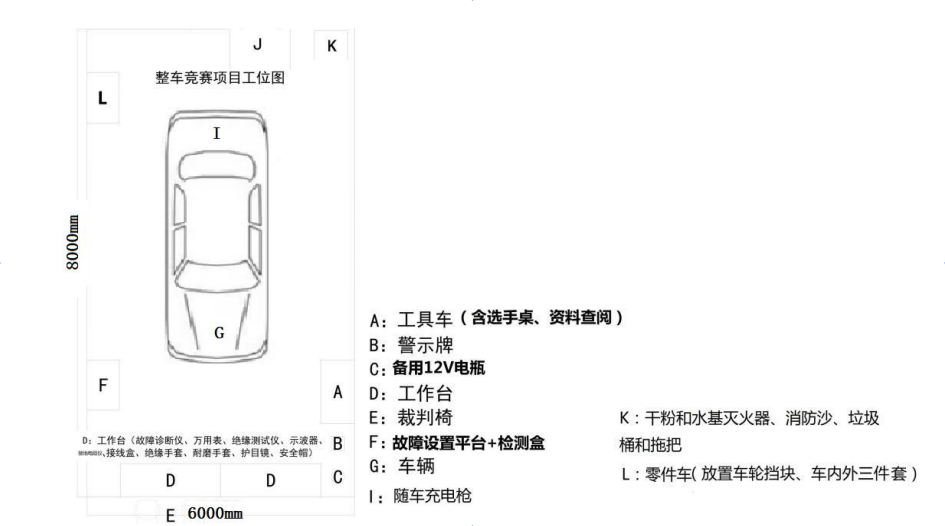 J
K
整车竞赛项目工位图
L
I
8000mm
G
F
A
D：工作台（故障诊断仪、万用表、绝缘测试仪、示波器、
、接线盒、绝缘手套、耐磨手套、护目镜、安全帽）
B
D
D
C
E 6000mm
A：工具车（含选手桌、资料查阅）
B：警示牌
C：备用12V电瓶
D：工作台
E：裁判椅
F：故障设置平台+检测盒
G：车辆
I：随车充电枪
K：干粉和水基灭火器、消防沙、垃圾
桶和拖把
L：零件车（放置车轮挡块、车内外三件套）